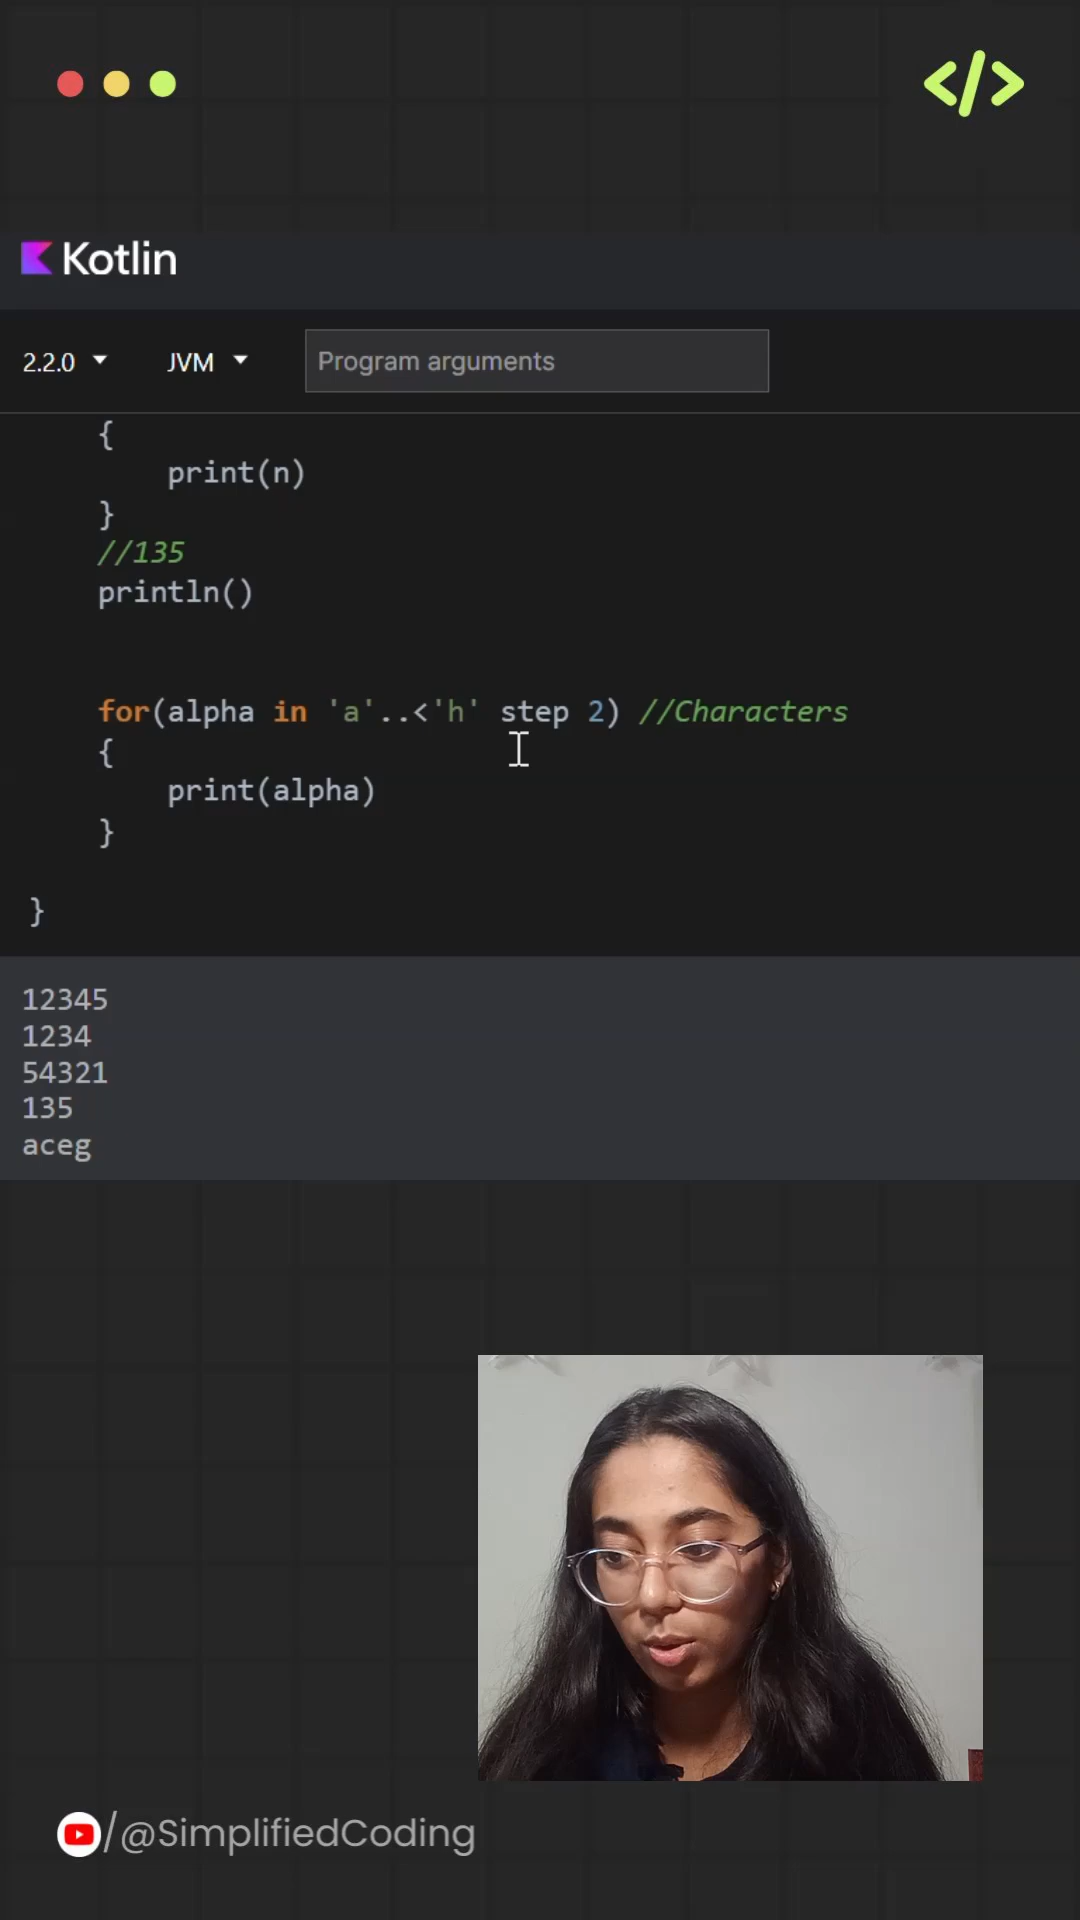 </>
Kotlin
2.2.0 JVM Program arguments
{
print(n)
}
//135
println()
for(alpha in 'a'..<'h' step 2) //Characters
{
print(alpha)
}
}
12345
1234
54321
135
aceg
/@SimplifiedCoding